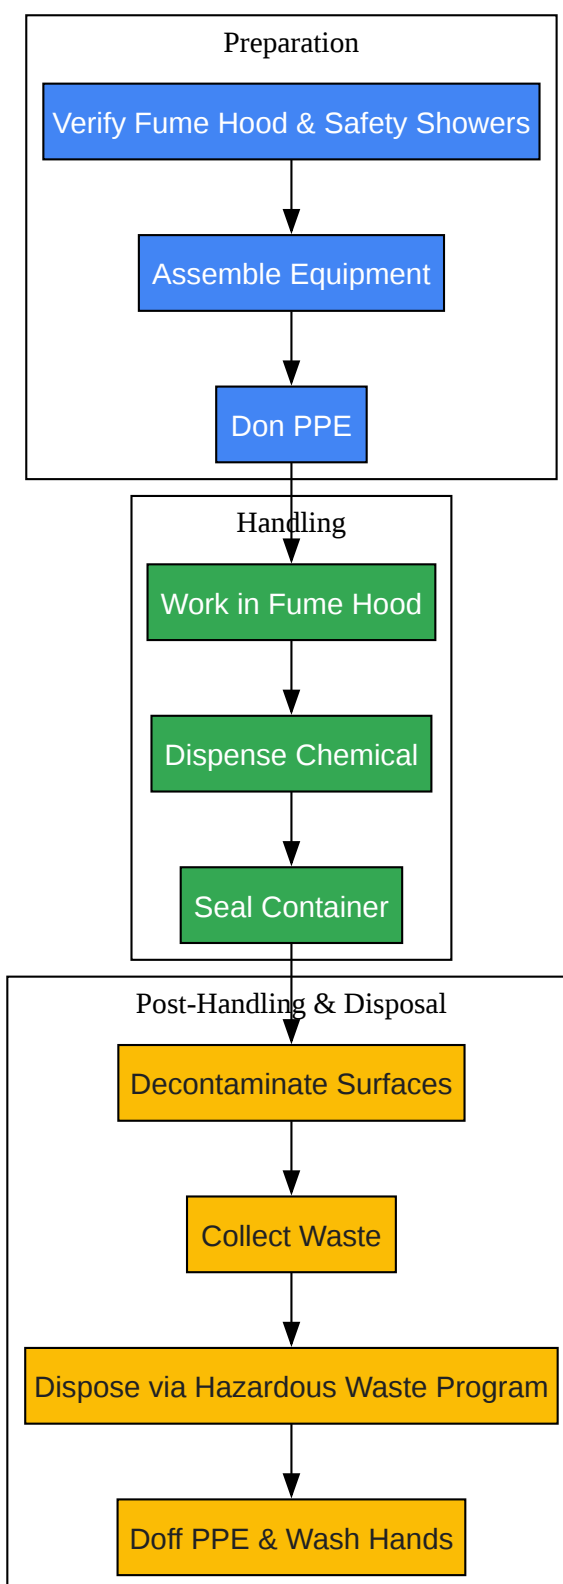 Preparation
Verify Fume Hood & Safety Showers
Assemble Equipment
Don PPE
Handling
Work in Fume Hood
Dispense Chemical
Seal Container
Post-Handling & Disposal
Decontaminate Surfaces
Collect Waste
Dispose via Hazardous Waste Program
Doff PPE & Wash Hands